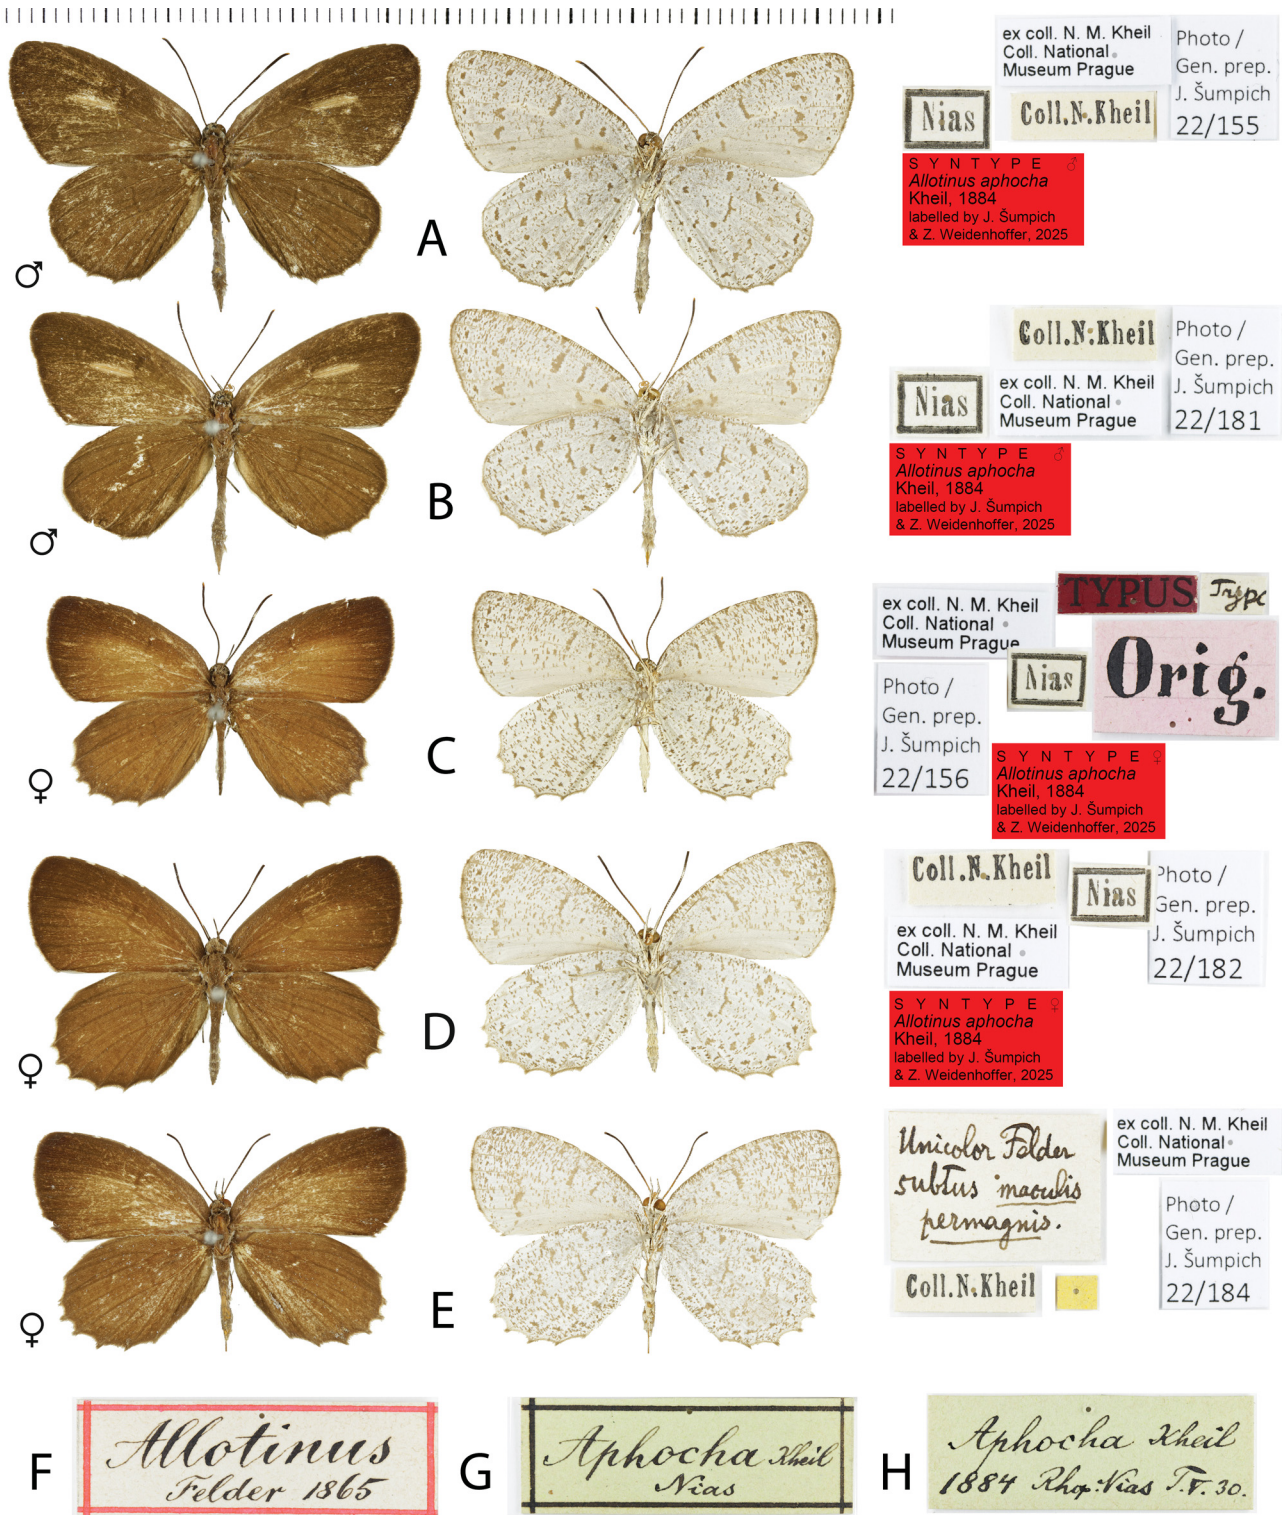 ex coll. N. M. Kheil
Coll. National
Museum Prague
Photo /
Gen. prep.
J. Šumpich
22/155
Nias
Coll.N.Kheil
S Y N T Y P E ♂
Allotinus aphocha
Kheil, 1884
labelled by J. Šumpich
& Z. Weidenhoffer, 2025
A
♂
Coll.N.Kheil
Photo /
Gen. prep.
J. Šumpich
22/181
Nias
ex coll. N. M. Kheil
Coll. National
Museum Prague
S Y N T Y P E ♂
Allotinus aphocha
Kheil, 1884
labelled by J. Šumpich
& Z. Weidenhoffer, 2025
B
♂
TYPUS
Type
ex coll. N. M. Kheil
Coll. National
Museum Prague
Nias
Orig.
Photo /
Gen. prep.
J. Šumpich
22/156
S Y N T Y P E ♀
Allotinus aphocha
Kheil, 1884
labelled by J. Šumpich
& Z. Weidenhoffer, 2025
C
♀
Coll.N.Kheil
Nias
Photo /
Gen. prep.
J. Šumpich
22/182
ex coll. N. M. Kheil
Coll. National
Museum Prague
S Y N T Y P E ♀
Allotinus aphocha
Kheil, 1884
labelled by J. Šumpich
& Z. Weidenhoffer, 2025
D
♀
Unicolor Felder
subtus maculis
permagnis.
ex coll. N. M. Kheil
Coll. National
Museum Prague
Photo /
Gen. prep.
J. Šumpich
22/184
Coll.N.Kheil
E
♀
F
Allotinus
Felder 1865
G
Aphocha Kheil
Nias
H
Aphocha Kheil
1884 Rhop. Nias T.V. 30.